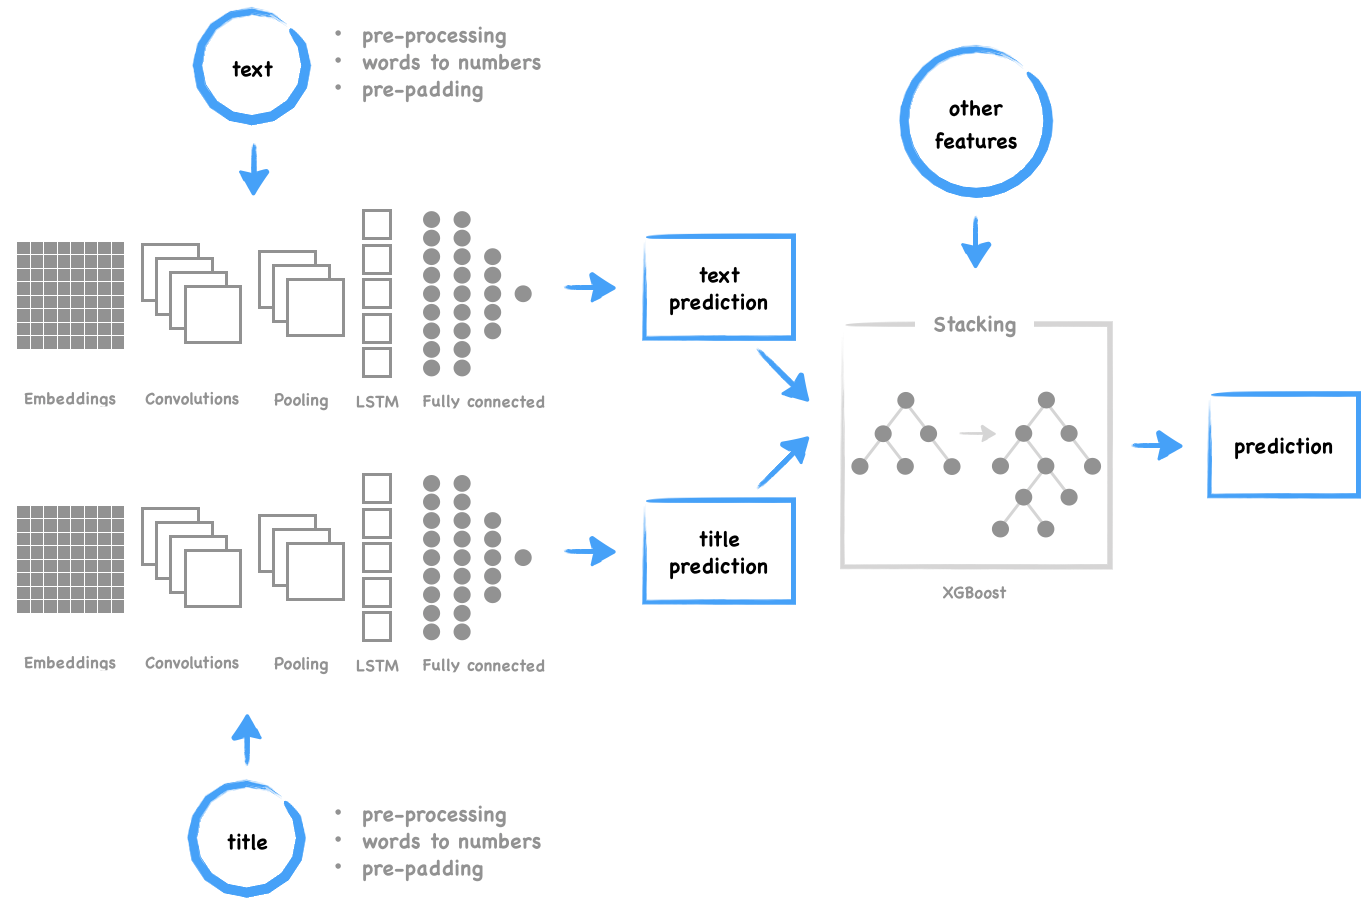 text
• pre-processing
• words to numbers
• pre-padding
other
features
Embeddings
Convolutions
Pooling
LSTM
Fully connected
text
prediction
Stacking
XGBoost
prediction
Embeddings
Convolutions
Pooling
LSTM
Fully connected
title
prediction
title
• pre-processing
• words to numbers
• pre-padding